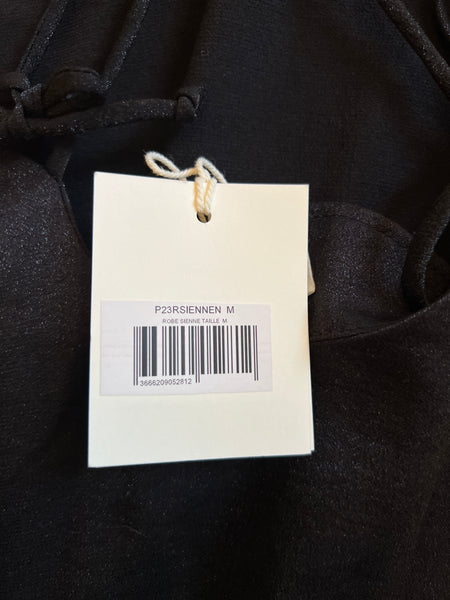 P23RSIENNEN M
ROBE SIENNE TAILLE M
3666209052812